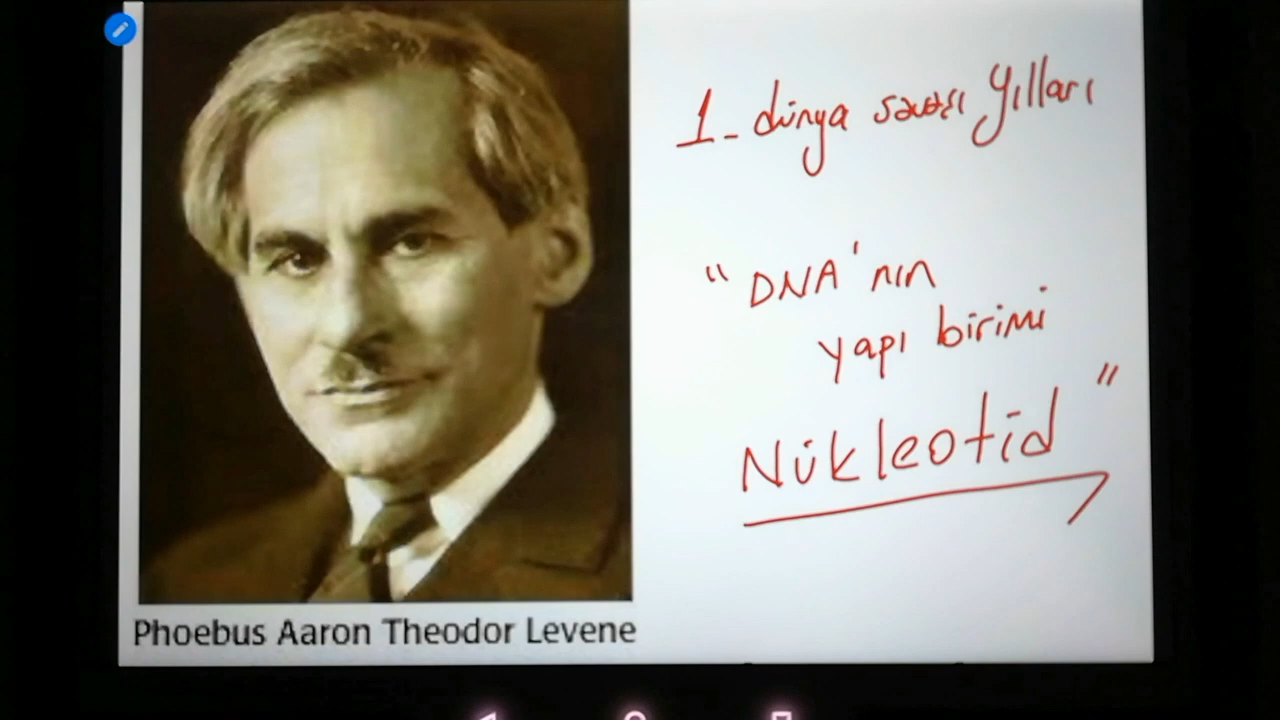 1- dünya savaşı yılları
"DNA'nın
yapı birimi
Nükleotid"
Phoebus Aaron Theodor Levene